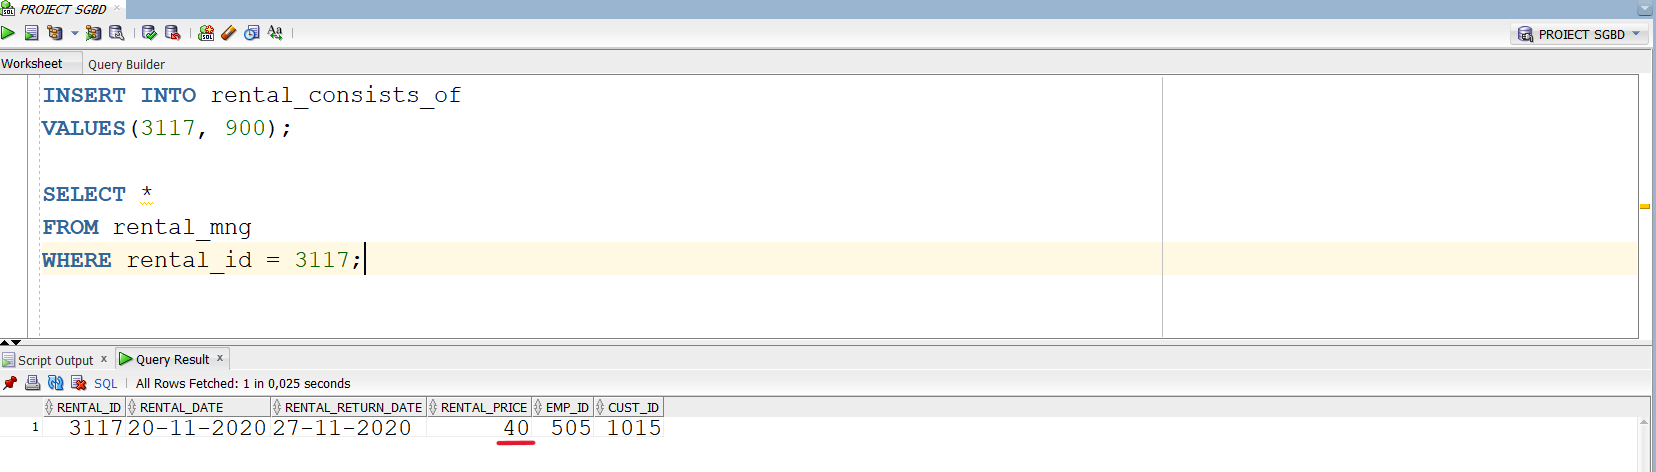 PROIECT SGBD
PROIECT SGBD
Worksheet Query Builder
INSERT INTO rental_consists_of
VALUES(3117, 900);
SELECT *
FROM rental_mng
WHERE rental_id = 3117;
Script Output x Query Result x
SQL | All Rows Fetched: 1 in 0,025 seconds
RENTAL_ID RENTAL_DATE RENTAL_RETURN_DATE RENTAL_PRICE EMP_ID CUST_ID
1 3117 20-11-2020 27-11-2020 40 505 1015